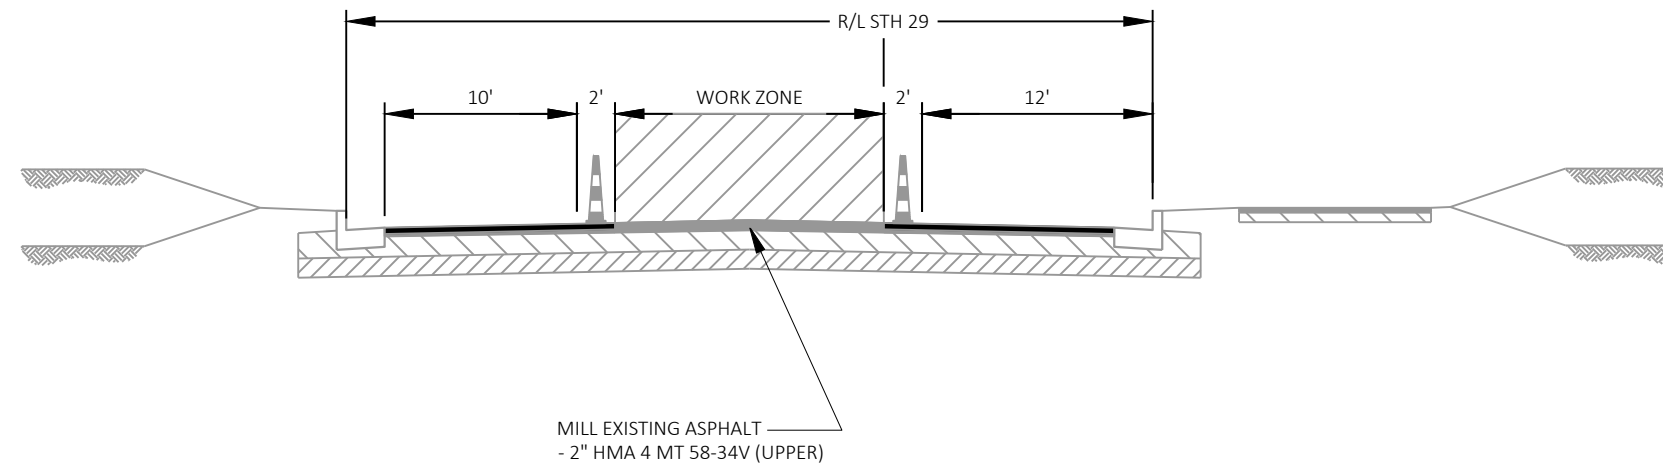 R/L STH 29
10'
2'
WORK ZONE
2'
12'
MILL EXISTING ASPHALT
- 2" HMA 4 MT 58-34V (UPPER)